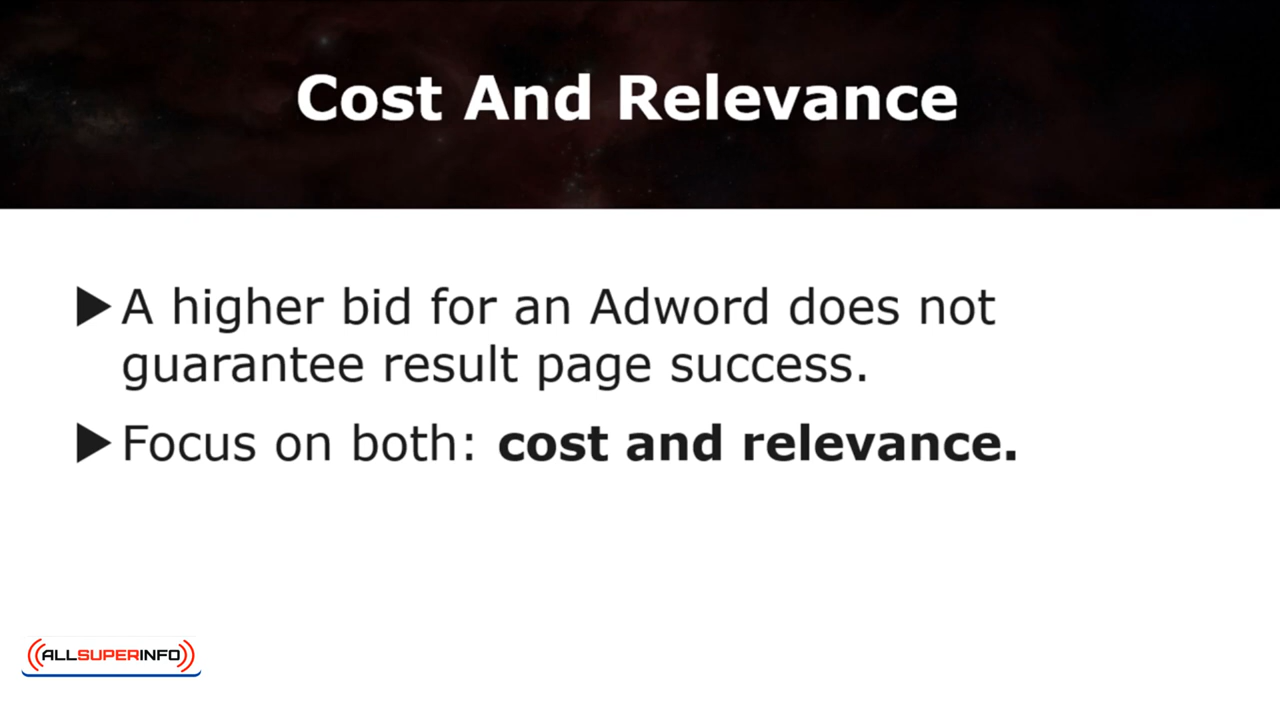 Cost And Relevance
▶A higher bid for an Adword does not
guarantee result page success.
▶Focus on both: cost and relevance.
((ALLSUPERINFO))